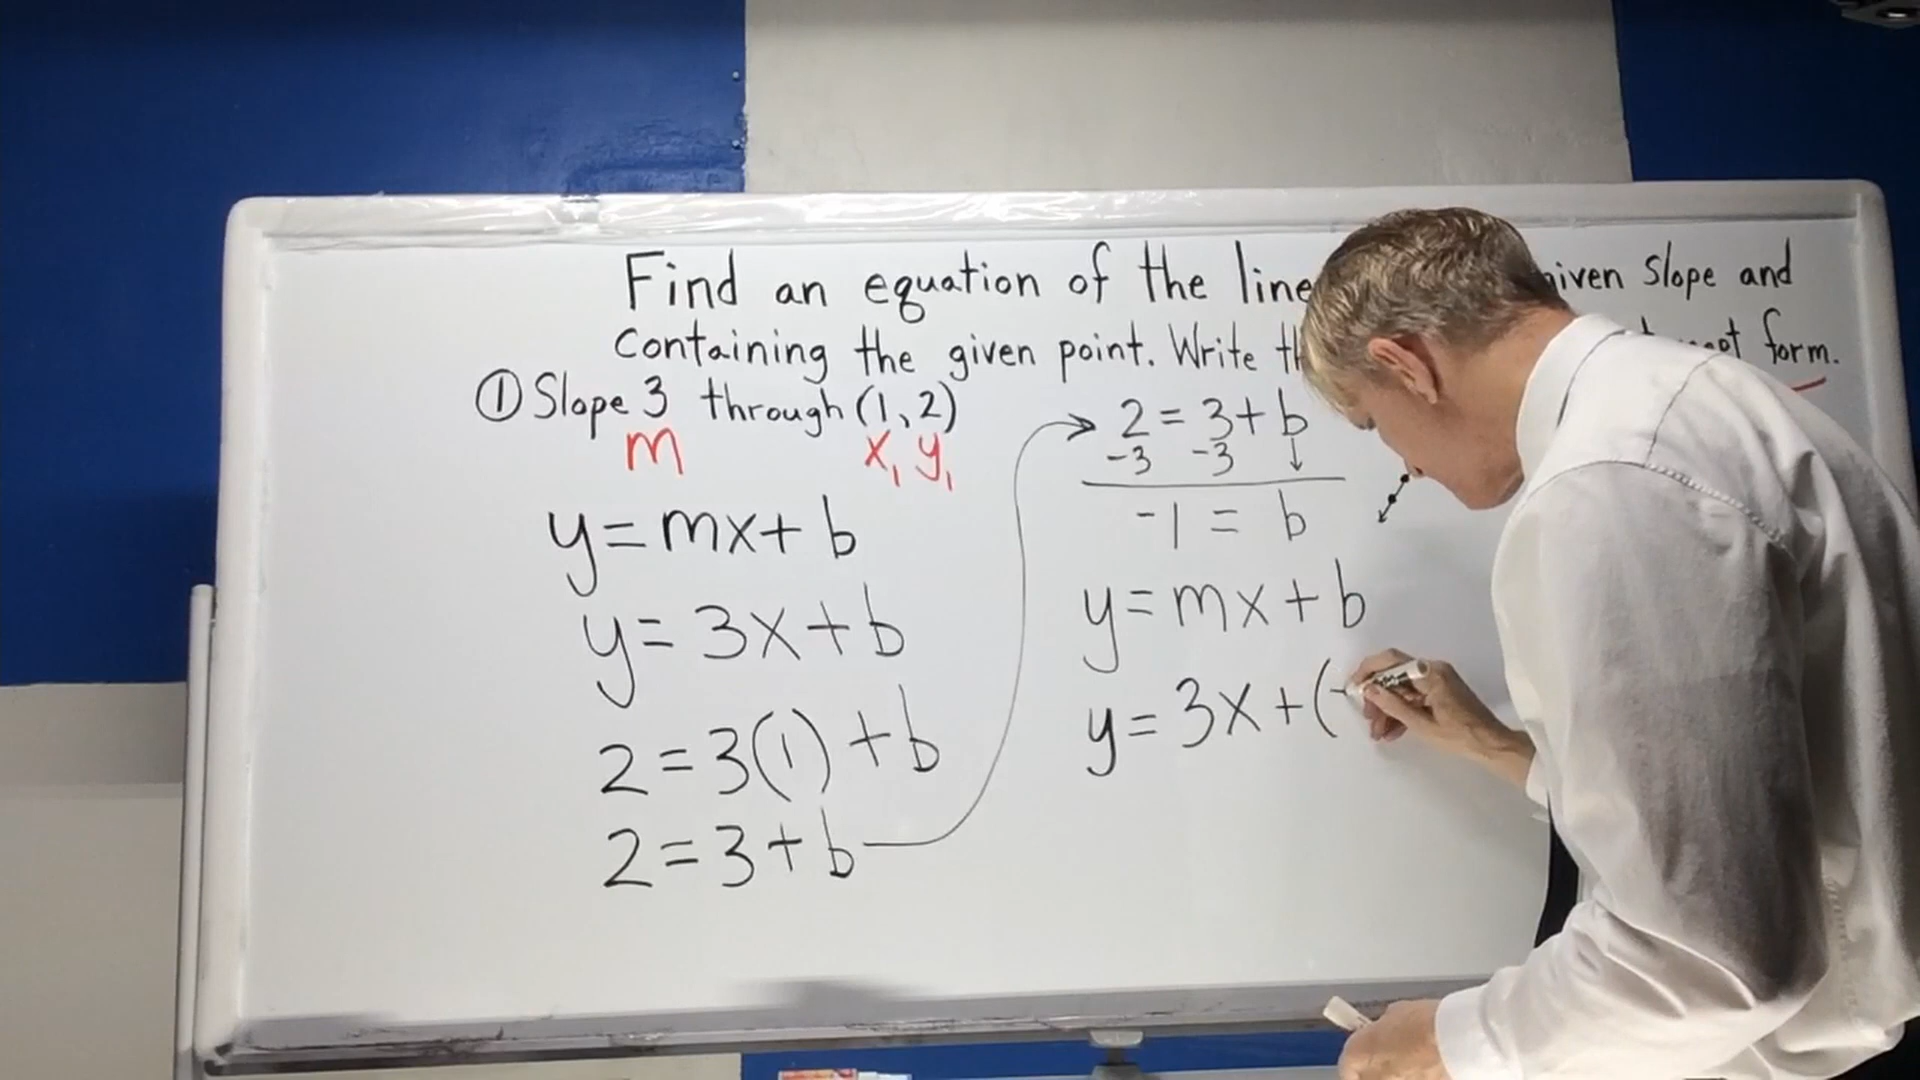 Find an equation of the line given slope and
containing the given point. Write th form.
① Slope 3 through (1, 2)
m x₁ y₁
y = mx + b
y = 3x + b
2 = 3(1) + b
2 = 3 + b
2 = 3 + b
-3 -3 ↓
-1 = b
y = mx + b
y = 3x + (-